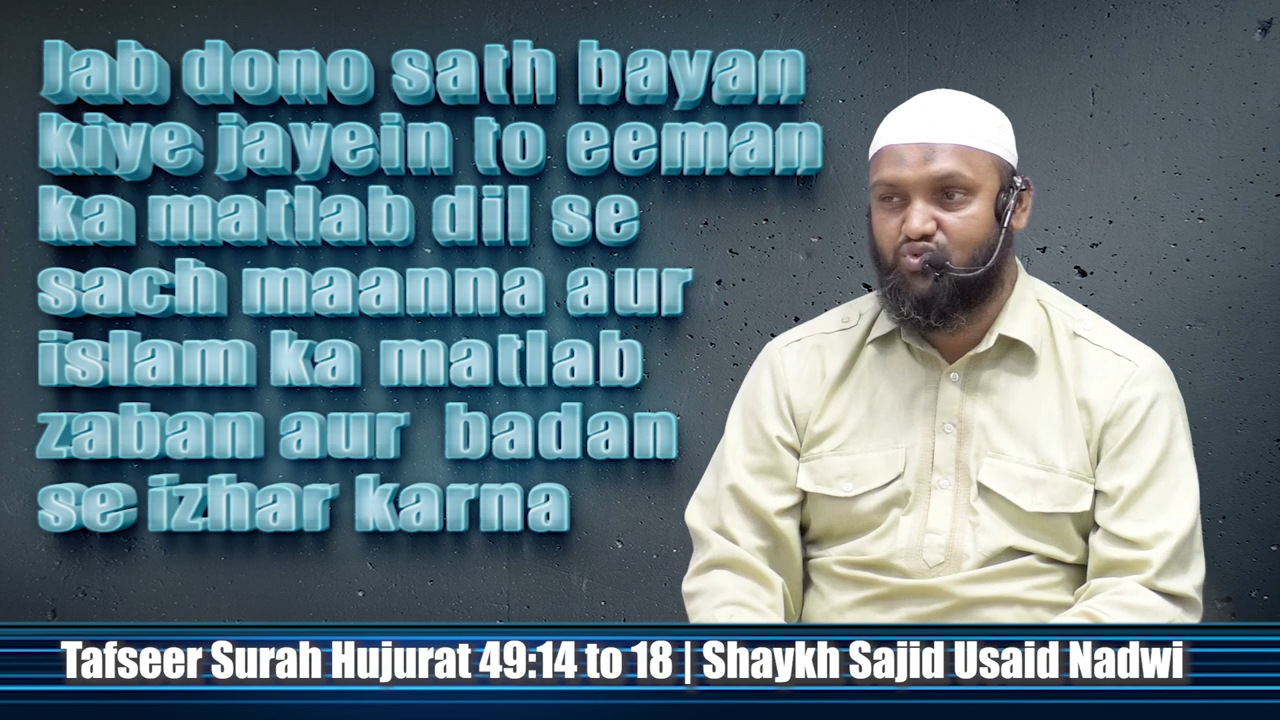 Jab dono sath bayan
kiye jayein to eeman
ka matlab dil se
sach maanna aur
islam ka matlab
zaban aur badan
se izhar karna
Tafseer Surah Hujurat 49:14 to 18 | Shaykh Sajid Usaid Nadwi